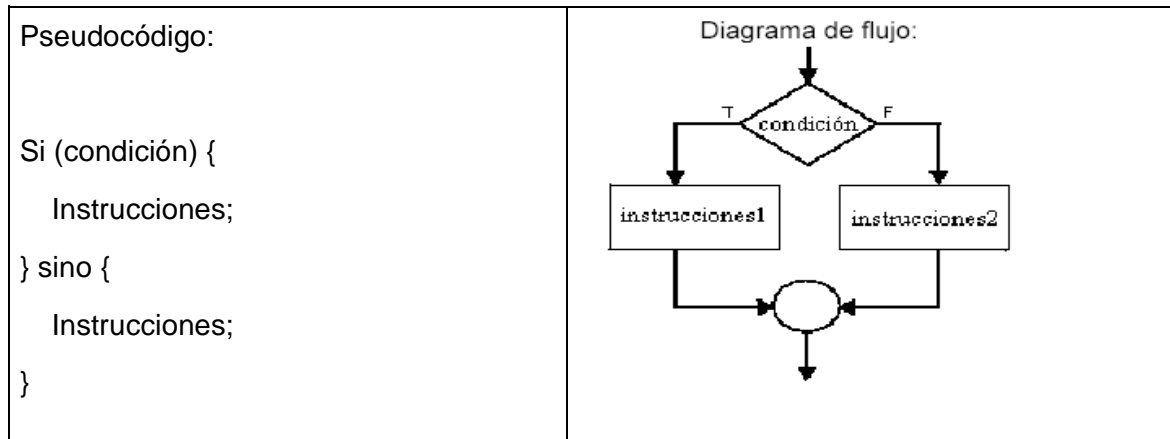 Pseudocódigo:
Si (condición) {
Instrucciones;
} sino {
Instrucciones;
}
Diagrama de flujo:
T
F
condición
instrucciones1
instrucciones2